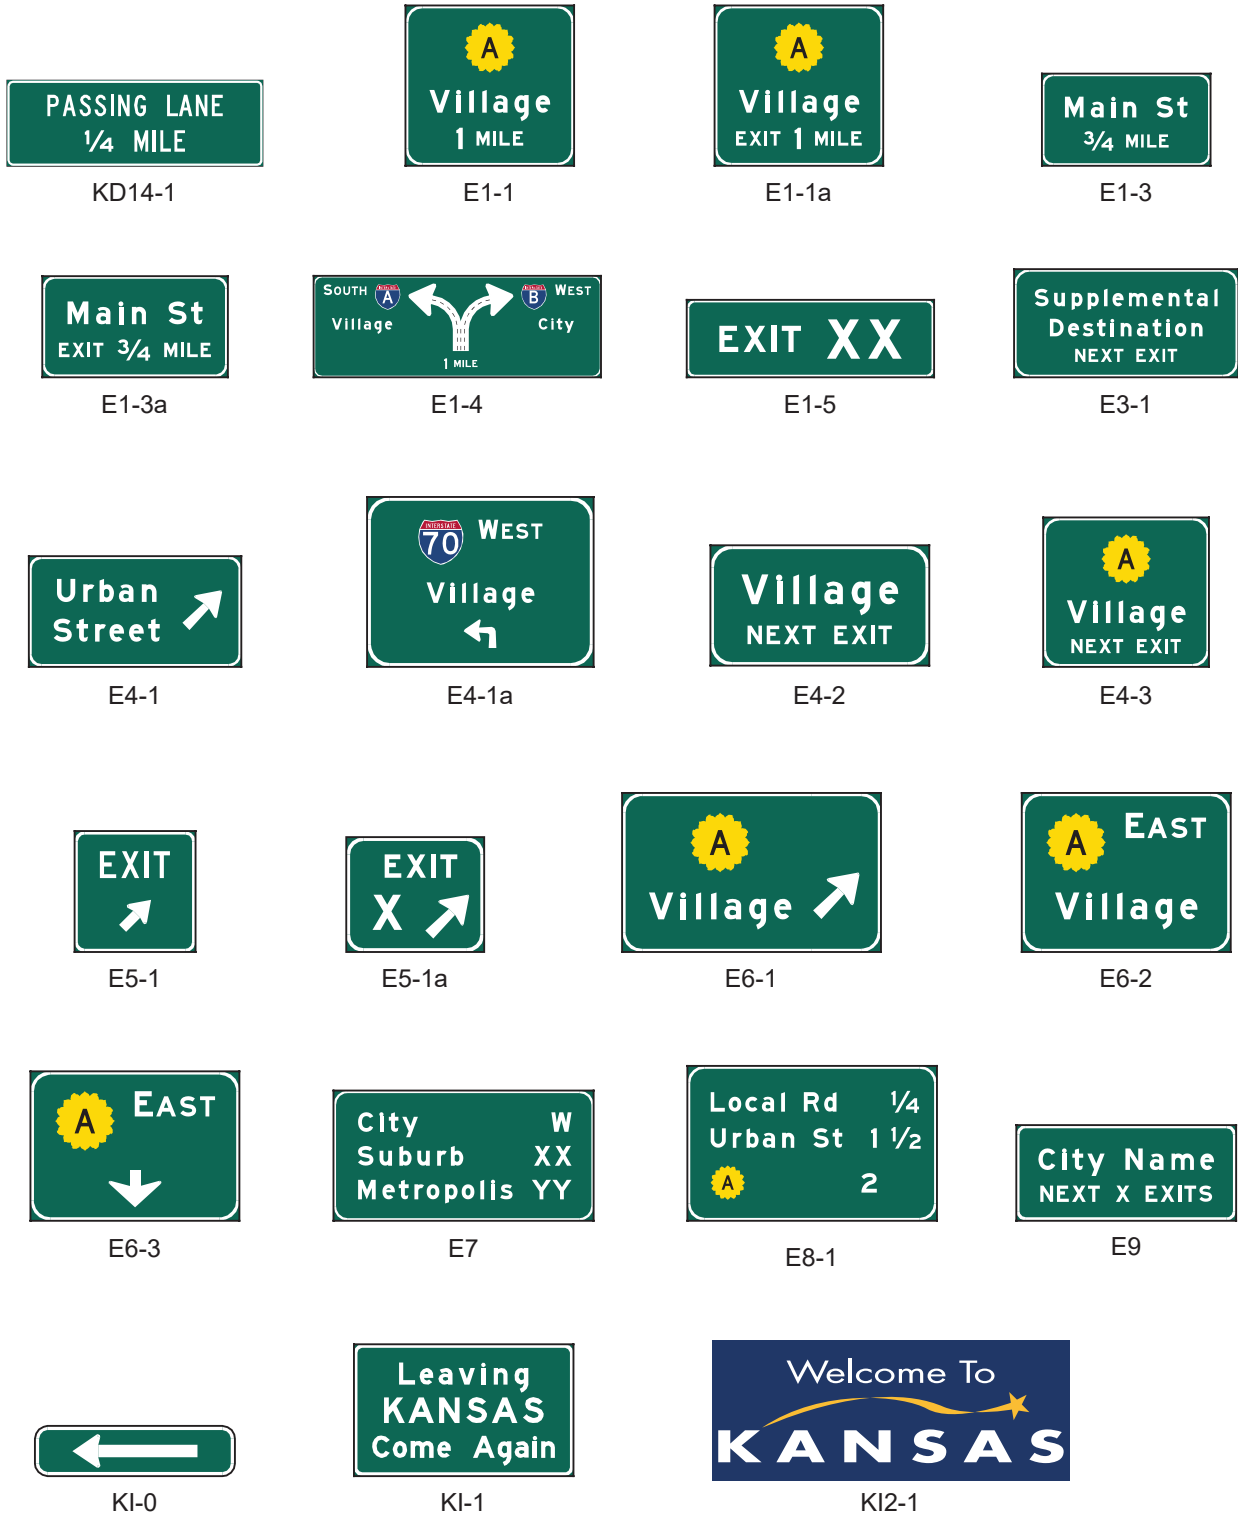 PASSING LANE
1/4 MILE
KD14-1
A
Village
1 MILE
E1-1
A
Village
EXIT 1 MILE
E1-1a
Main St
3/4 MILE
E1-3
Main St
EXIT 3/4 MILE
E1-3a
SOUTH INTERSTATE A INTERSTATE B WEST
Village City
1 MILE
E1-4
EXIT XX
E1-5
Supplemental
Destination
NEXT EXIT
E3-1
Urban
Street
E4-1
INTERSTATE
70 WEST
Village
E4-1a
Village
NEXT EXIT
E4-2
A
Village
NEXT EXIT
E4-3
EXIT
E5-1
EXIT
X
E5-1a
A
Village
E6-1
A EAST
Village
E6-2
A EAST
E6-3
City W
Suburb XX
Metropolis YY
E7
Local Rd 1/4
Urban St 1 1/2
A 2
E8-1
City Name
NEXT X EXITS
E9
KI-0
Leaving
KANSAS
Come Again
KI-1
Welcome To
KANSAS
KI2-1